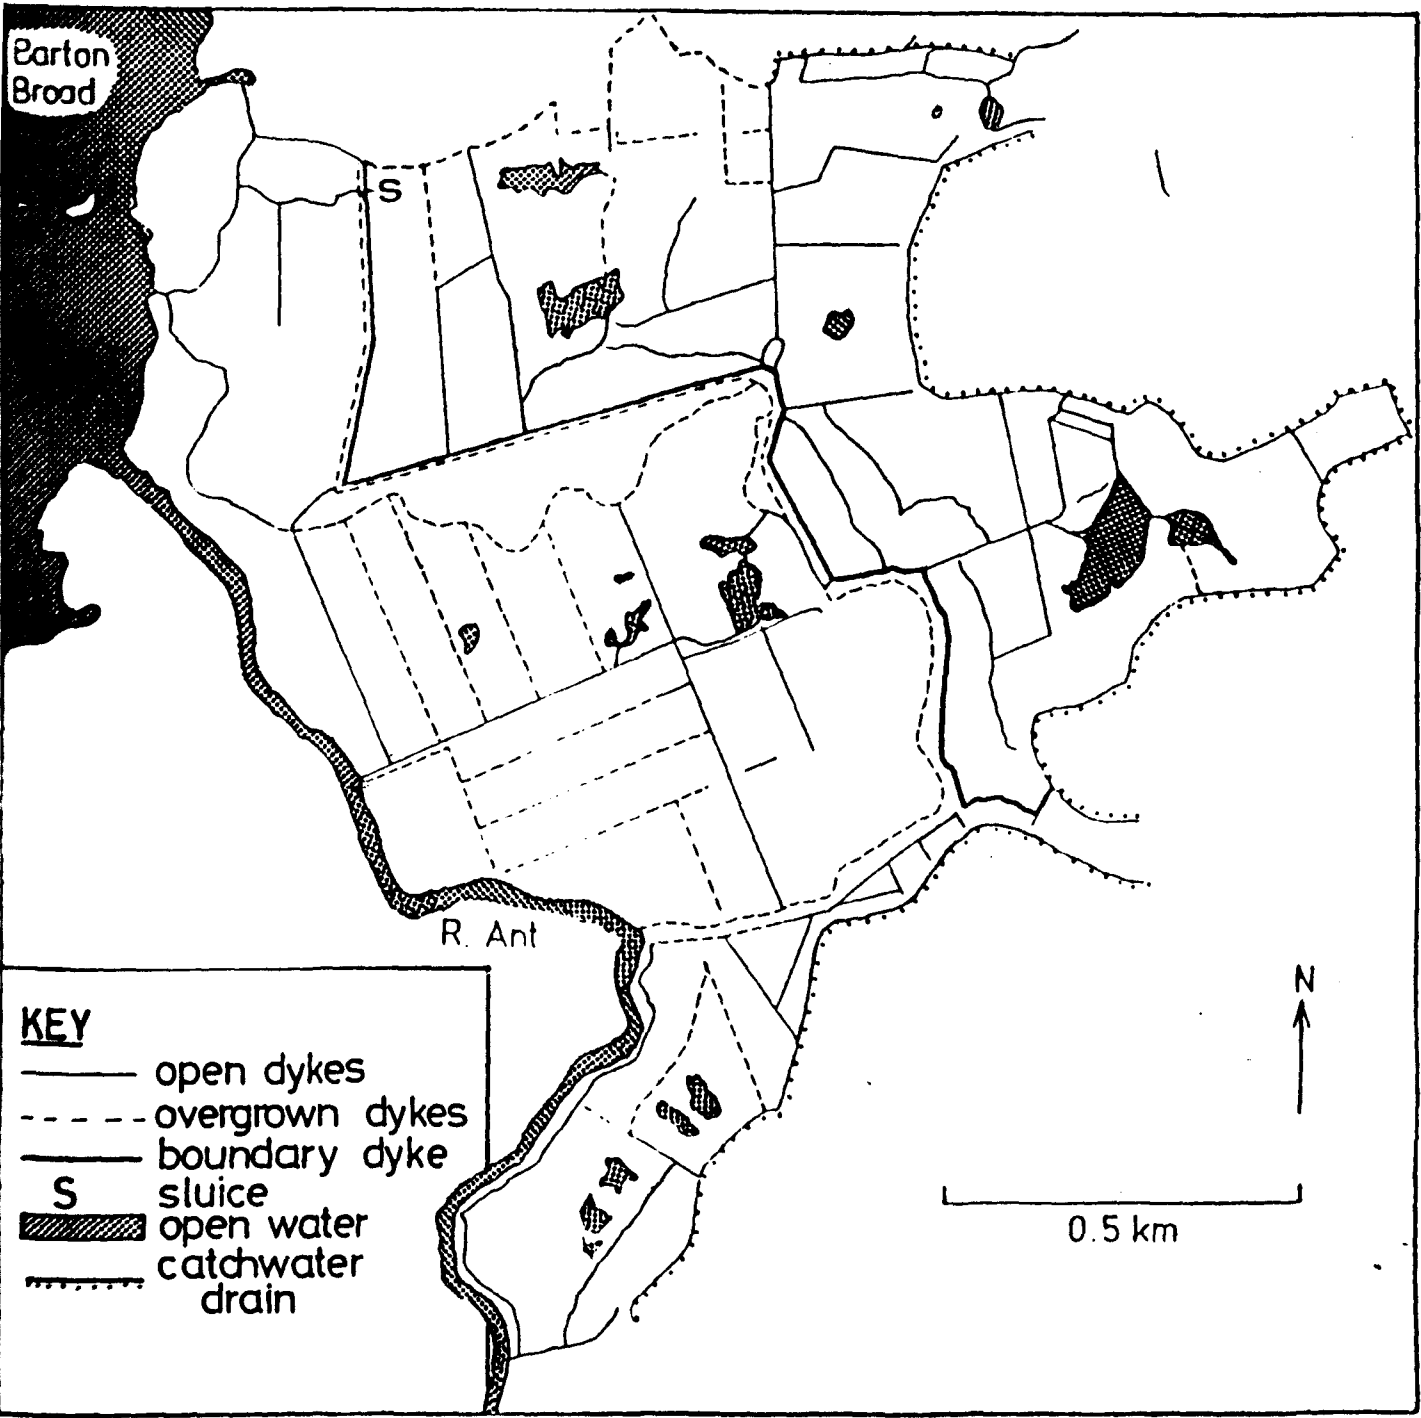 Barton
Broad
S
R. Ant
N
0.5 km
KEY
open dykes
overgrown dykes
boundary dyke
S sluice
open water
catchwater
drain